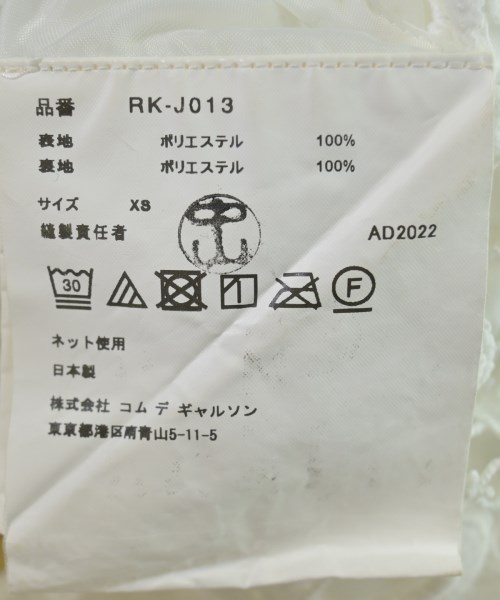 品番 RK-J013
表地 ポリエステル 100%
裏地 ポリエステル 100%
サイズ XS
縫製責任者 AD2022
30 F
ネット使用
日本製
株式会社 コム デ ギャルソン
東京都港区南青山5-11-5